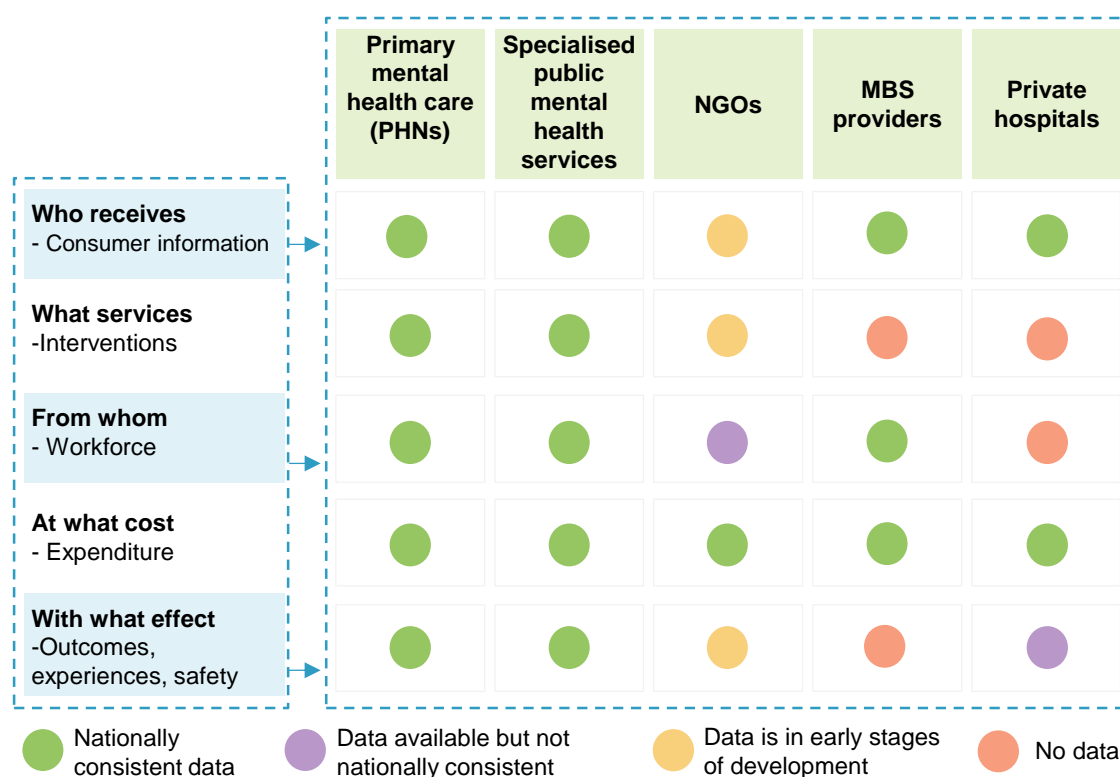 Primary
mental
health care
(PHNs)
Specialised
public
mental
health
services
NGOs
MBS
providers
Private
hospitals
Who receives
- Consumer information
What services
-Interventions
From whom
- Workforce
At what cost
- Expenditure
With what effect
-Outcomes,
experiences, safety
Nationally
consistent data
Data available but not
nationally consistent
Data is in early stages
of development
No data